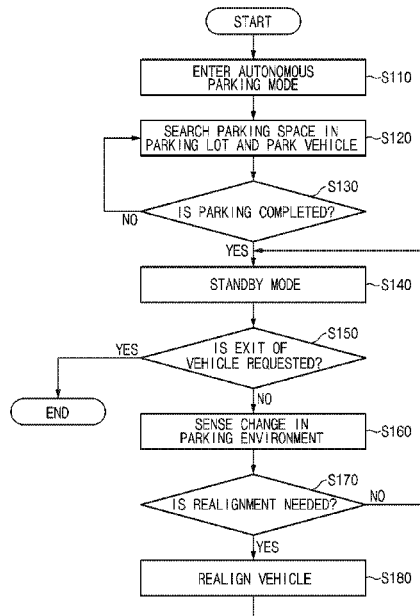 START
ENTER AUTONOMOUS
PARKING MODE
S110
SEARCH PARKING SPACE IN
PARKING LOT AND PARK VEHICLE
S120
S130
IS PARKING COMPLETED?
NO
YES
STANDBY MODE
S140
S150
IS EXIT OF
VEHICLE REQUESTED?
YES
NO
END
SENSE CHANGE IN
PARKING ENVIRONMENT
S160
S170
IS REALIGNMENT NEEDED?
NO
YES
REALIGN VEHICLE
S180